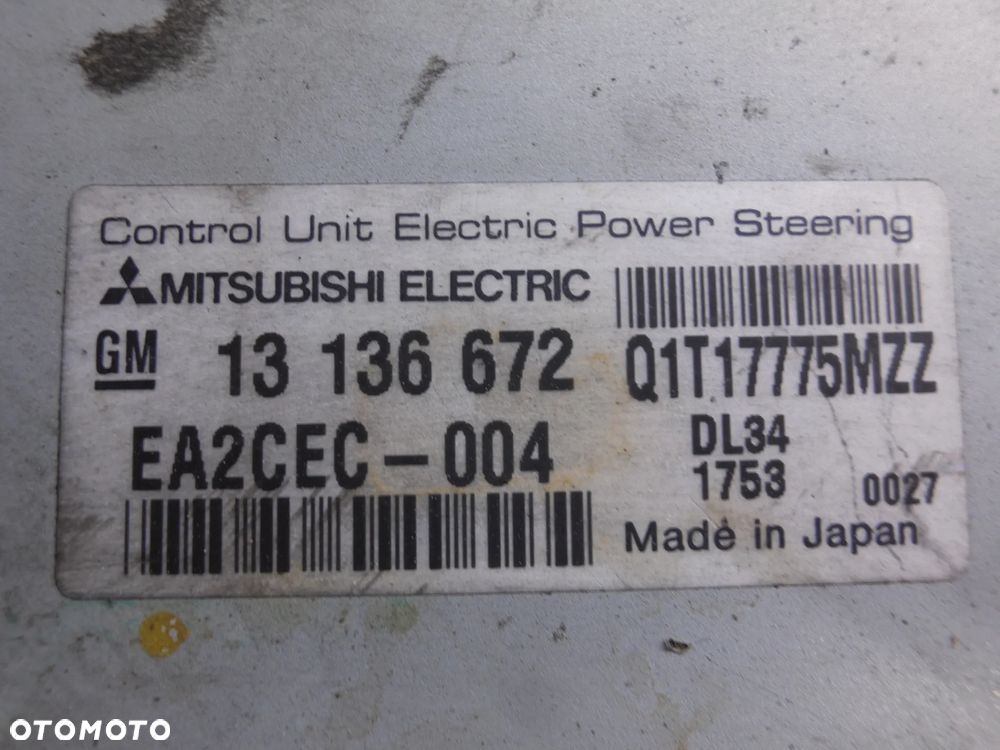 Control Unit Electric Power Steering
MITSUBISHI ELECTRIC
GM 13 136 672 Q1T17775MZZ
EA2CEC-004 DL34
1753 0027
Made in Japan
OTOMOTO